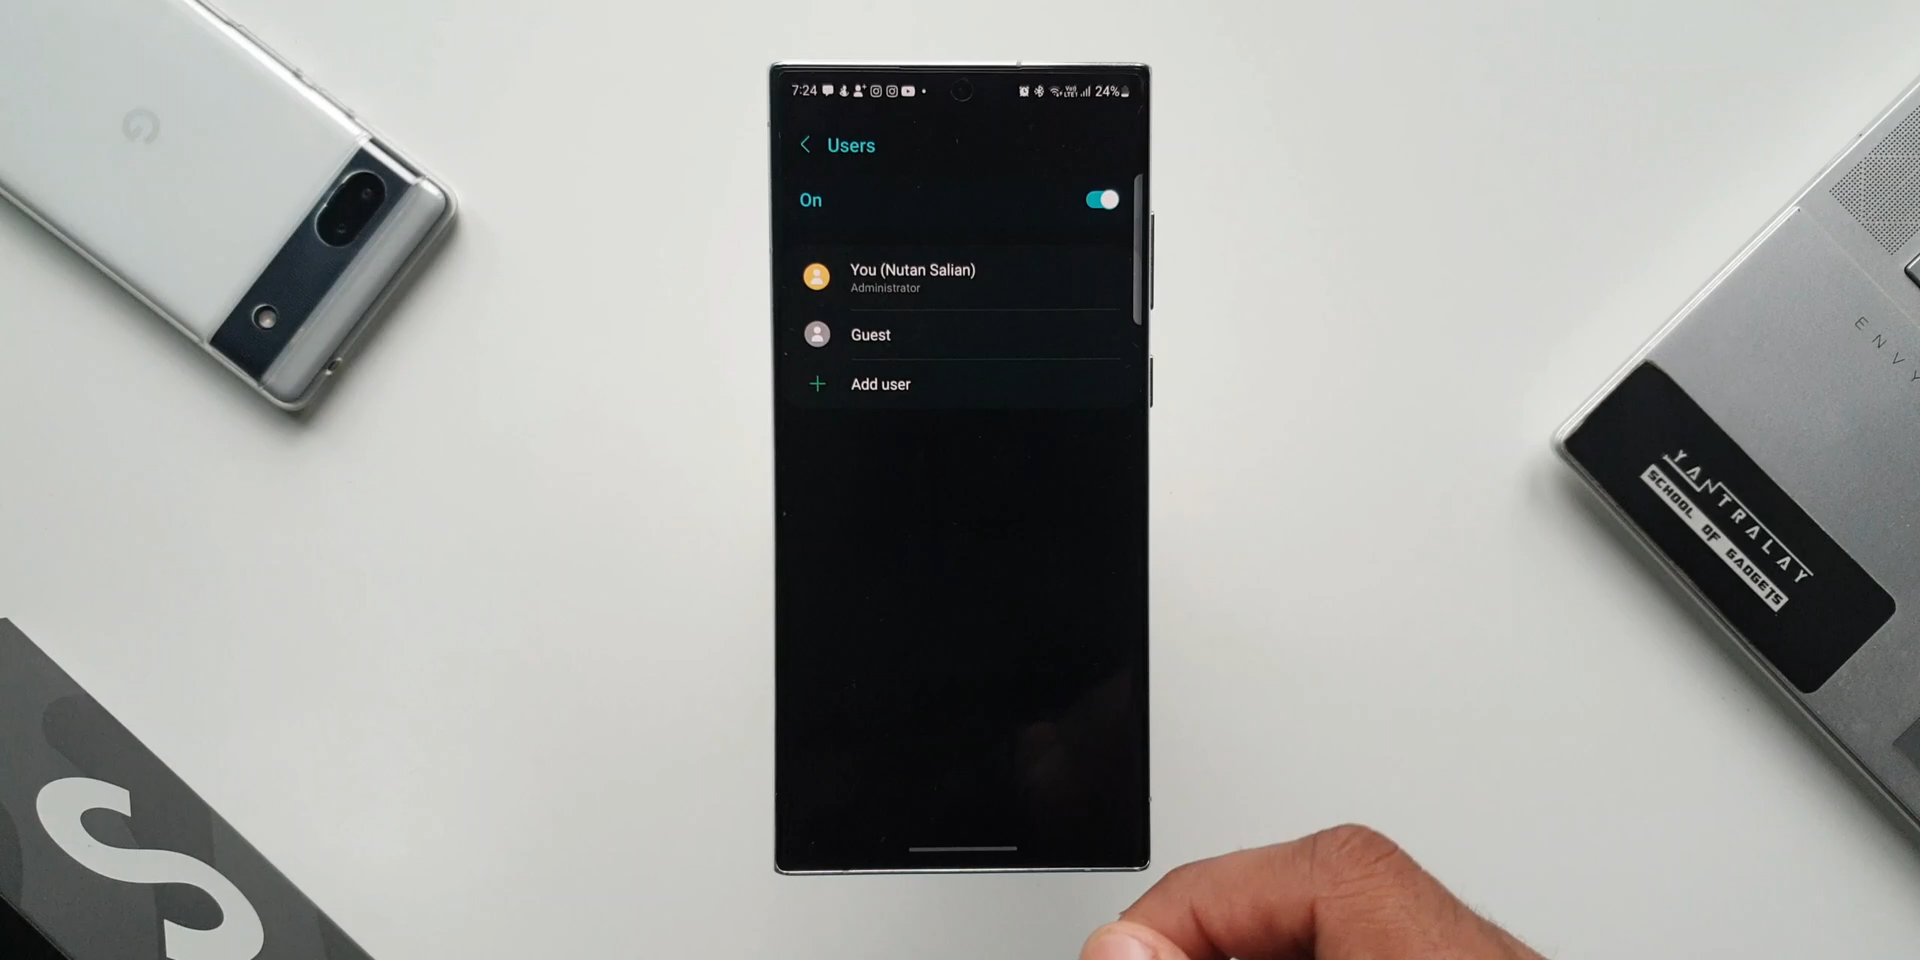 7:24
24%
Users
On
You (Nutan Salian)
Administrator
Guest
Add user
G
ENVY
YANTRALAY
SCHOOL OF GADGETS
S